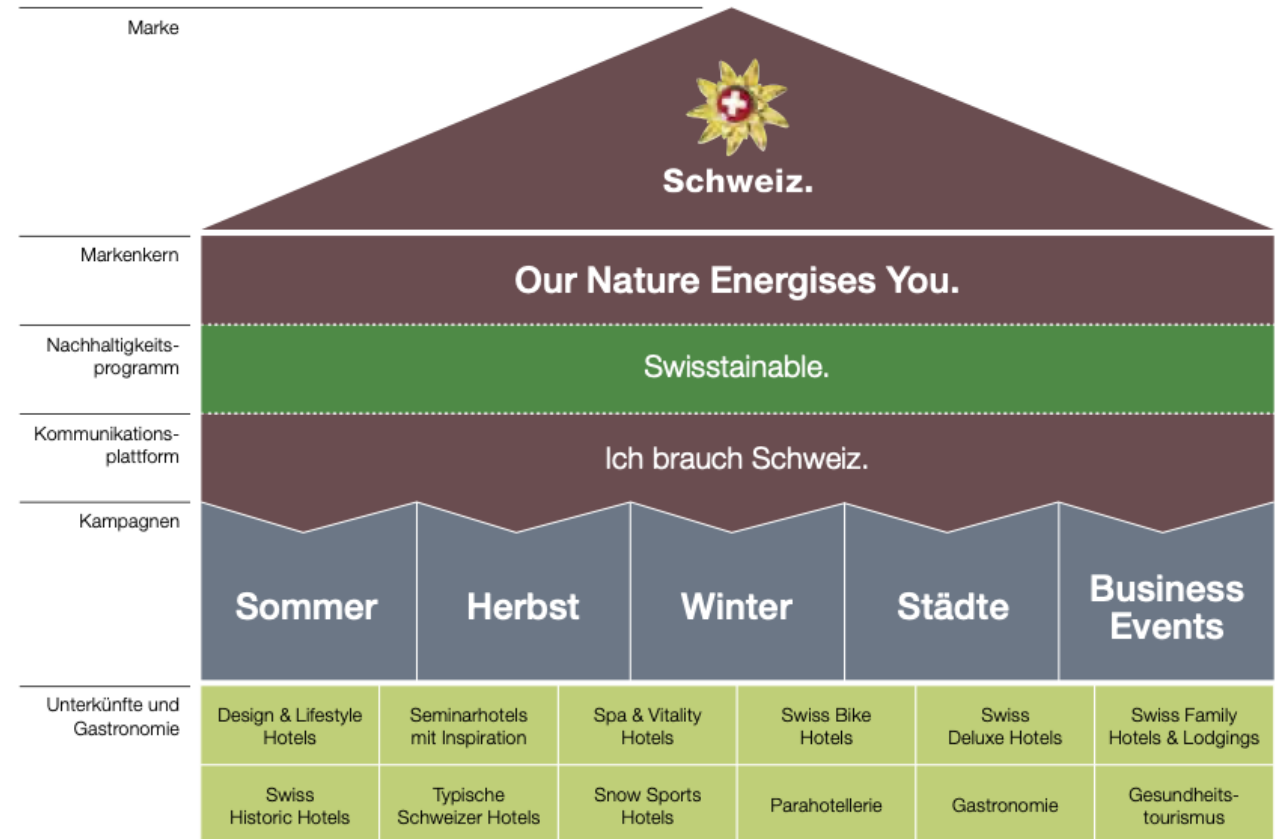 Marke
Schweiz.
Markenkern
Our Nature Energises You.
Nachhaltigkeits-
programm
Swisstainable.
Kommunikations-
plattform
Ich brauch Schweiz.
Kampagnen
Sommer
Herbst
Winter
Städte
Business
Events
Unterkünfte und
Gastronomie
Design & Lifestyle
Hotels
Seminarhotels
mit Inspiration
Spa & Vitality
Hotels
Swiss Bike
Hotels
Swiss
Deluxe Hotels
Swiss Family
Hotels & Lodgings
Swiss
Historic Hotels
Typische
Schweizer Hotels
Snow Sports
Hotels
Parahotellerie
Gastronomie
Gesundheits-
tourismus